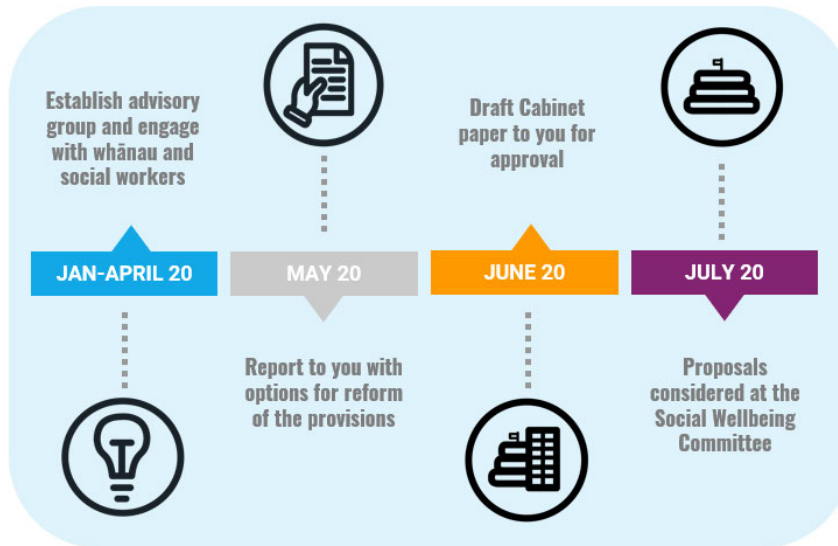 Establish advisory
group and engage
with whānau and
social workers
JAN-APRIL 20
MAY 20
Report to you with
options for reform
of the provisions
Draft Cabinet
paper to you for
approval
JUNE 20
JULY 20
Proposals
considered at the
Social Wellbeing
Committee